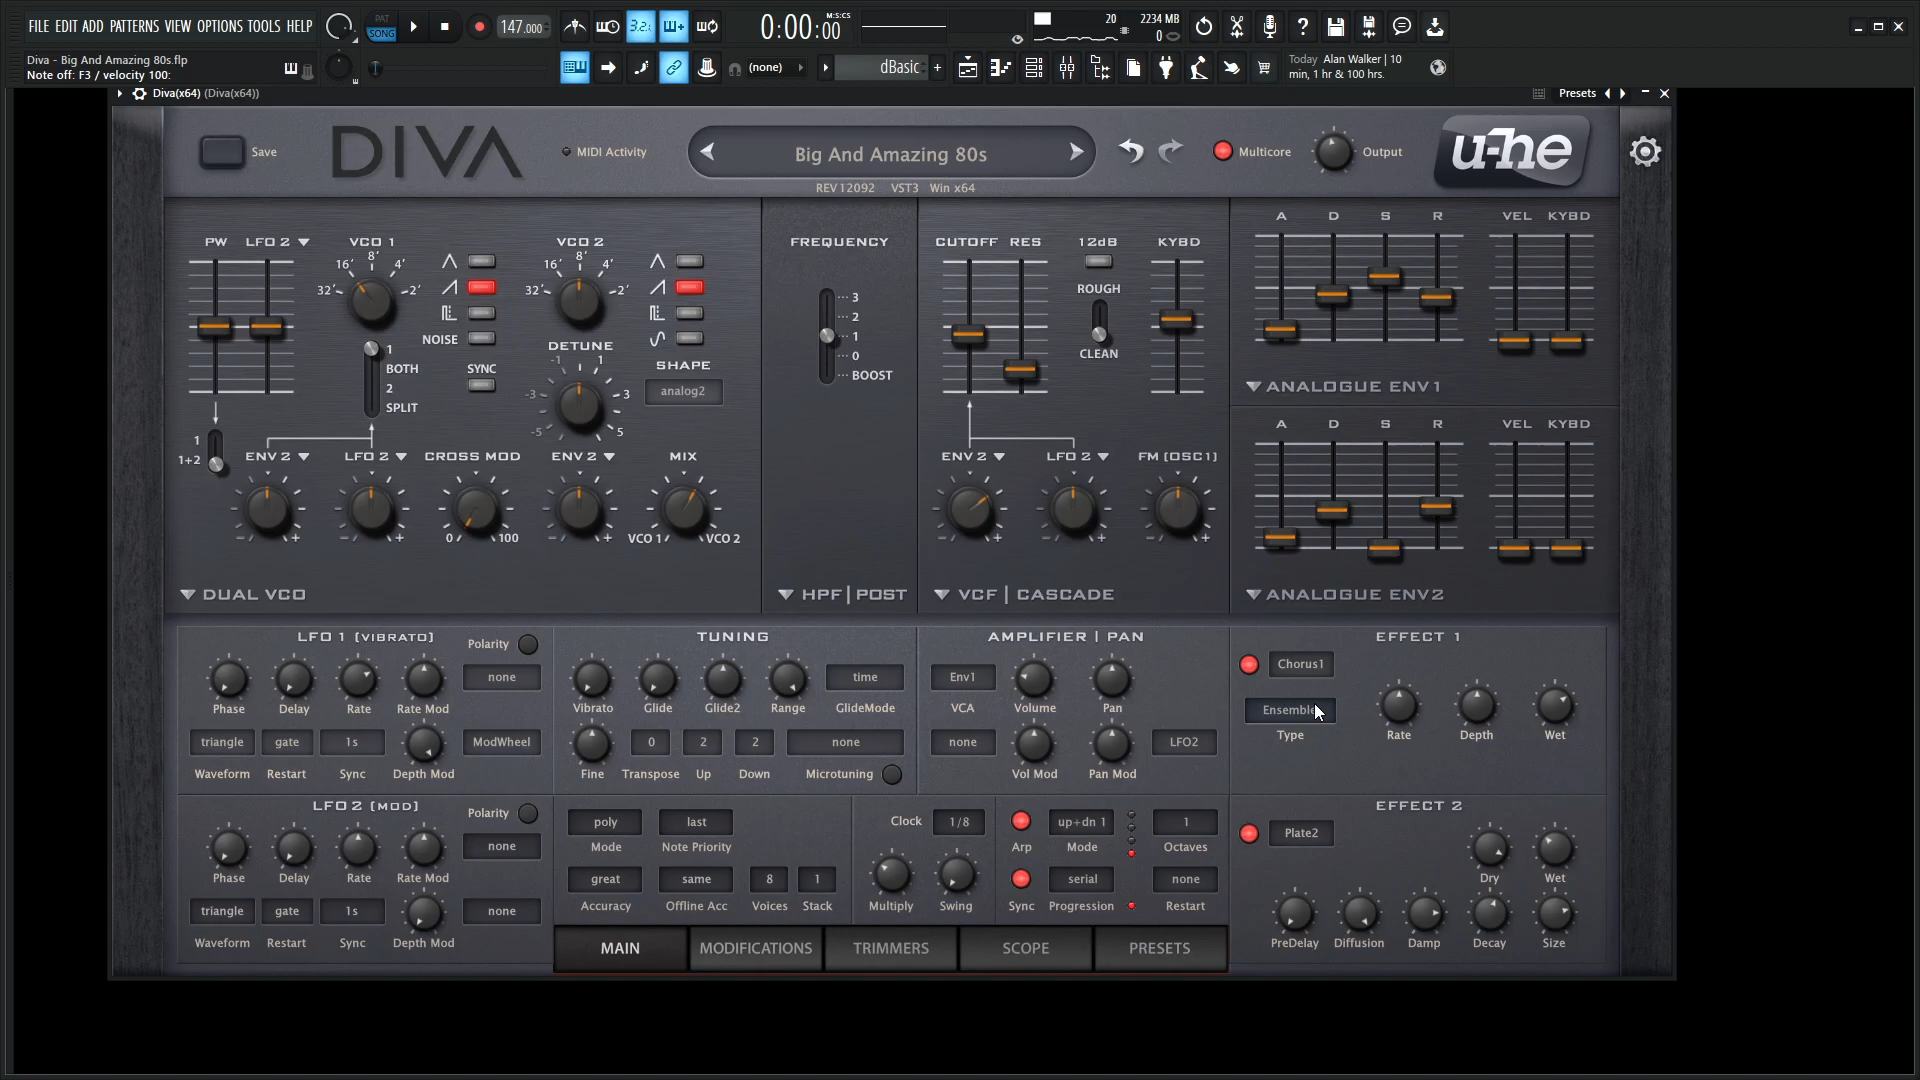 FILE EDIT ADD PATTERNS VIEW OPTIONS TOOLS HELP
PAT
SONG
147.000
3.2
0:00:00
M:S:CS
20
2234 MB
0
Diva - Big And Amazing 80s.flp
Note off: F3 / velocity 100:
(none)
dBasic
Today Alan Walker | 10
min, 1 hr & 100 hrs.
Diva(x64) (Diva(x64))
Presets
Save
DIVA
MIDI Activity
Big And Amazing 80s
Multicore
Output
u-he
REV 12092 VST3 Win x64
PW LFO 2 VCO 1 VCO 2
FREQUENCY
CUTOFF RES 12dB KYBD
A D S R VEL KYBD
32' 16' 8' 4' 2'
32' 16' 8' 4' 2'
NOISE
SYNC
1
BOTH
2
SPLIT
DETUNE
-5 -3 -1 1 3 5
SHAPE
analog2
3
2
1
0
BOOST
ROUGH
CLEAN
ANALOGUE ENV1
A D S R VEL KYBD
1
1+2
ENV 2 LFO 2 CROSS MOD ENV 2 MIX
- + - + 0 100 - + VCO 1 VCO 2
ENV 2 LFO 2 FM (OSC1)
- + - + - +
DUAL VCO
HPF | POST
VCF | CASCADE
ANALOGUE ENV2
LFO 1 (VIBRATO)
Polarity
none
Phase Delay Rate Rate Mod
triangle gate 1s ModWheel
Waveform Restart Sync Depth Mod
TUNING
time
Vibrato Glide Glide2 Range GlideMode
0 2 2 none
Fine Transpose Up Down Microtuning
AMPLIFIER | PAN
Env1
VCA Volume Pan
none LFO2
Vol Mod Pan Mod
EFFECT 1
Chorus1
Ensemble
Type Rate Depth Wet
LFO 2 (MOD)
Polarity
none
Phase Delay Rate Rate Mod
triangle gate 1s none
Waveform Restart Sync Depth Mod
poly last
Mode Note Priority
great same 8 1
Accuracy Offline Acc Voices Stack
Clock 1/8
Multiply Swing
up+dn 1 1
Arp Mode Octaves
serial none
Sync Progression Restart
EFFECT 2
Plate2
Dry Wet
PreDelay Diffusion Damp Decay Size
MAIN MODIFICATIONS TRIMMERS SCOPE PRESETS